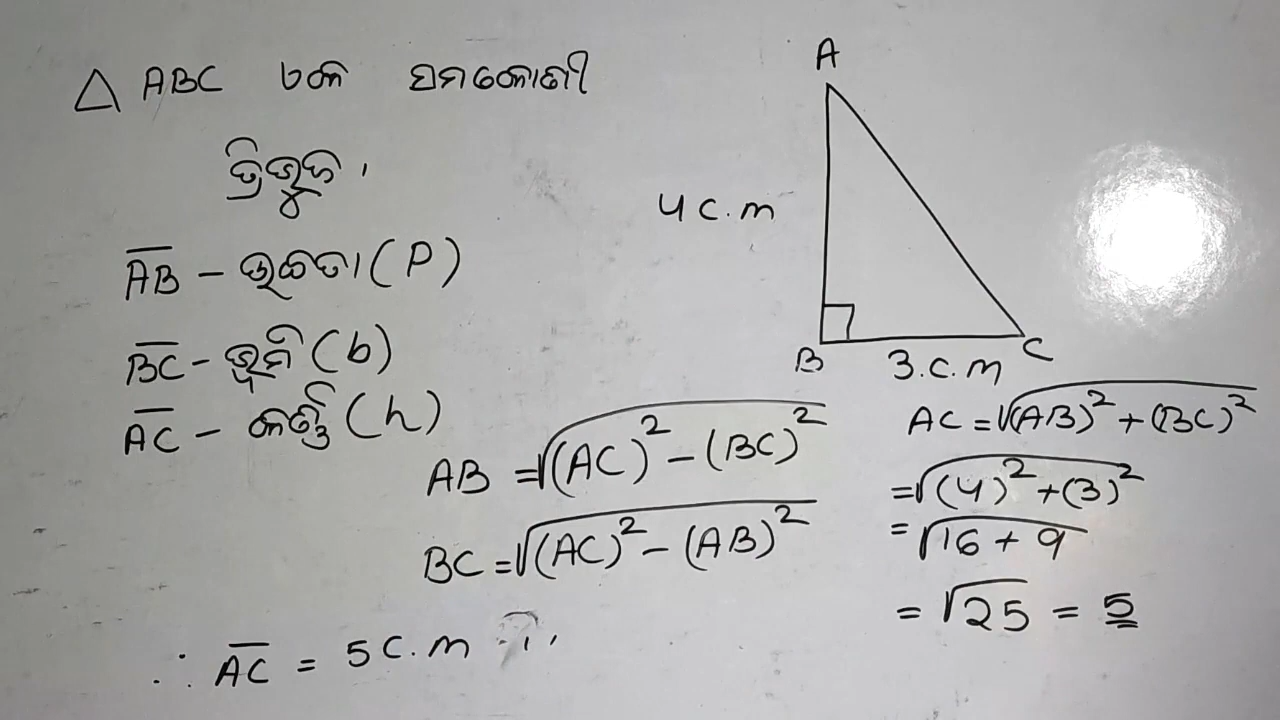 △ ABC ଏକ ସମକୋଣୀ
ତ୍ରିଭୁଜ ।
A
4 C.m
B
3.C.m
C
AB – ଉଚ୍ଚତା (P)
BC – ଭୂମି (b)
AC – କର୍ଣ୍ଣ (h)
AB = √(AC)² – (BC)²
BC = √(AC)² – (AB)²
AC = √(AB)² + (BC)²
= √(4)² + (3)²
= √16 + 9
= √25 = 5
∴ AC = 5 C.m